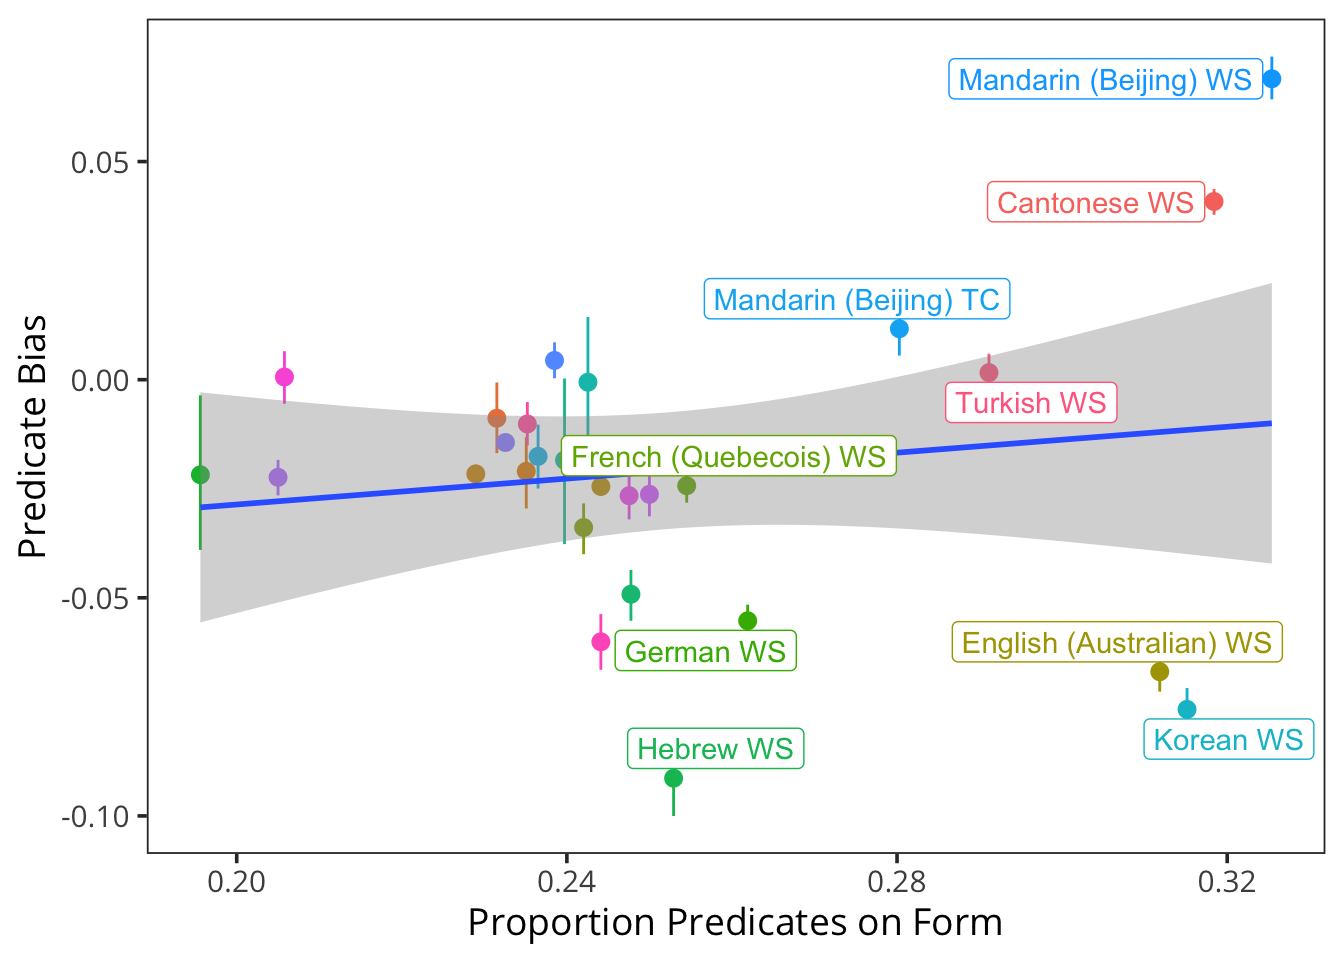 Mandarin (Beijing) WS
0.05
Cantonese WS
Mandarin (Beijing) TC
0.00
Turkish WS
French (Quebecois) WS
Predicate Bias
-0.05
German WS
English (Australian) WS
Korean WS
Hebrew WS
-0.10
0.20 0.24 0.28 0.32
Proportion Predicates on Form